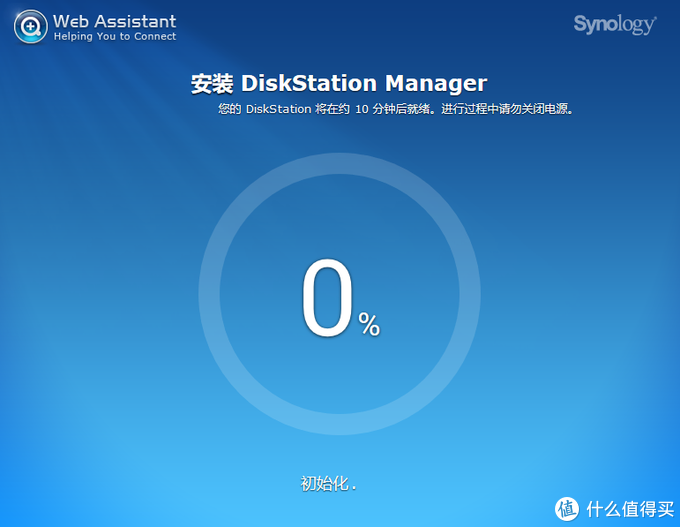 Web Assistant
Helping You to Connect
Synology®
安装 DiskStation Manager
您的 DiskStation 将在约 10 分钟后就绪。进行过程中请勿关闭电源。
0%
初始化.
值 什么值得买